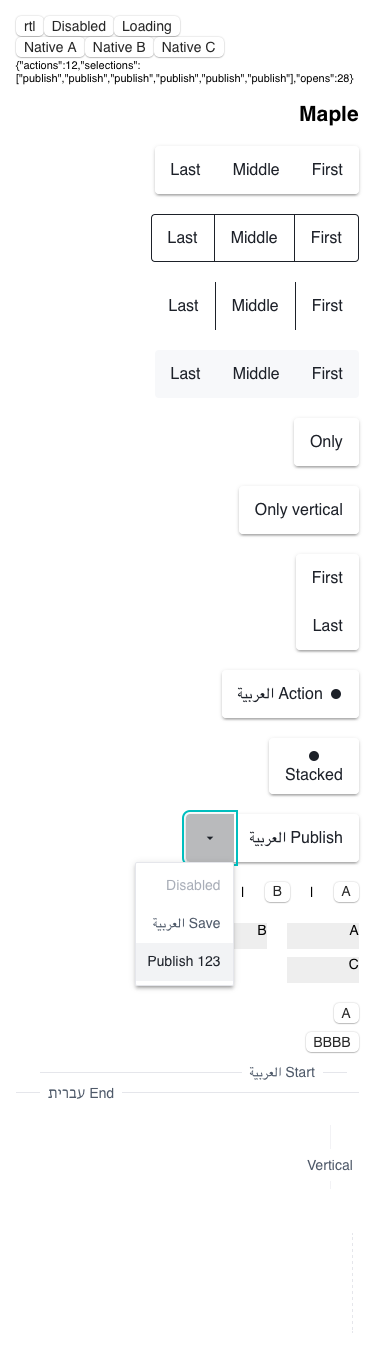 rtl Disabled Loading
Native A Native B Native C
{"actions":12,"selections":
["publish","publish","publish","publish","publish","publish"],"opens":28}
Maple
Last Middle First
Last Middle First
Last Middle First
Last Middle First
Only
Only vertical
First
Last
Action العربية
Stacked
Publish العربية
Disabled
Save العربية
Publish 123
A | B |
A B
C
A
BBBB
Start العربية
End עברית
Vertical